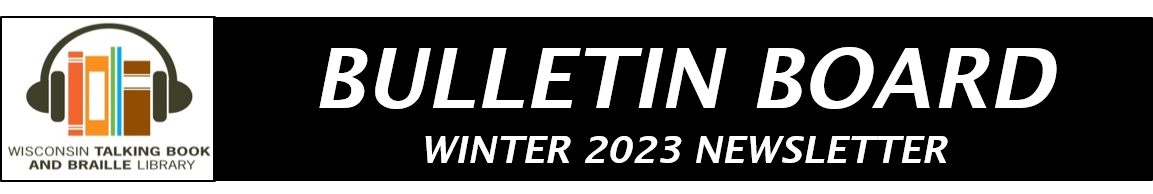 WISCONSIN TALKING BOOK
AND BRAILLE LIBRARY
BULLETIN BOARD
WINTER 2023 NEWSLETTER